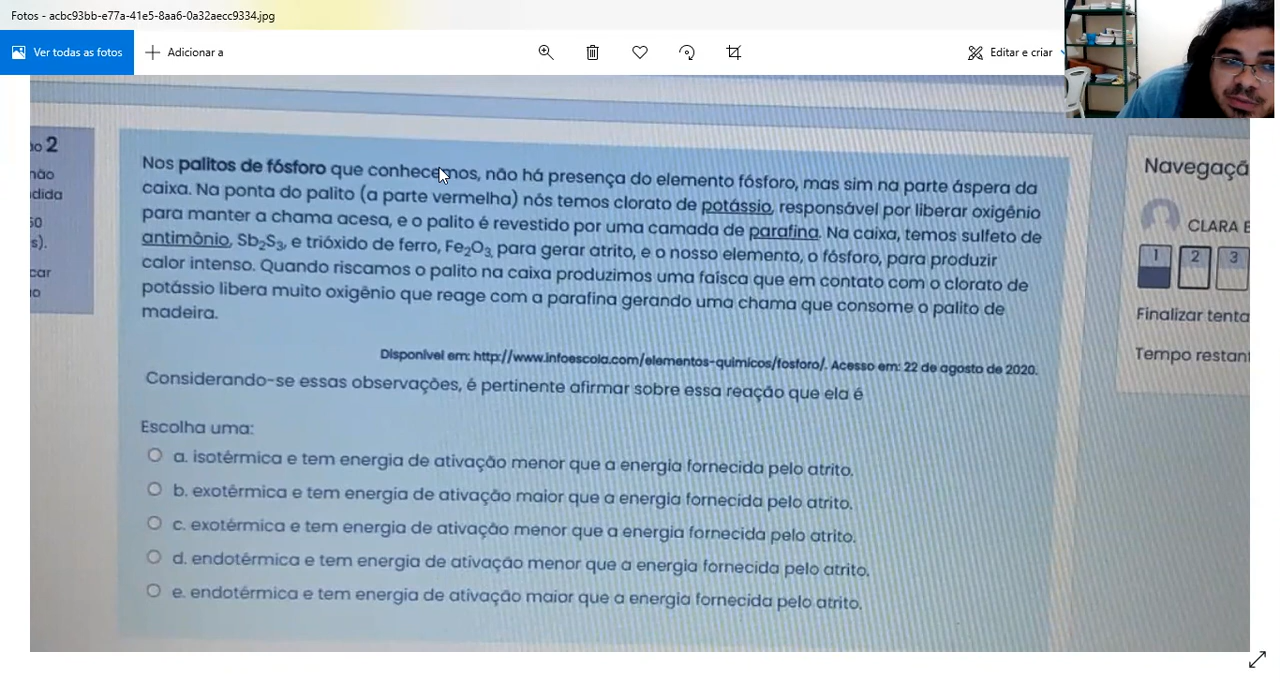 Fotos - acbc93bb-e77a-41e5-8aa6-0a32aecc9334.jpg
Ver todas as fotos
Adicionar a
Editar e criar
ão 2
não
dida
50
s).
car
ão
Nos palitos de fósforo que conhecemos, não há presença do elemento fósforo, mas sim na parte áspera da
caixa. Na ponta do palito (a parte vermelha) nós temos clorato de potássio, responsável por liberar oxigênio
para manter a chama acesa, e o palito é revestido por uma camada de parafina. Na caixa, temos sulfeto de
antimônio, Sb₂S₃, e trióxido de ferro, Fe₂O₃, para gerar atrito, e o nosso elemento, o fósforo, para produzir
calor intenso. Quando riscamos o palito na caixa produzimos uma faísca que em contato com o clorato de
potássio libera muito oxigênio que reage com a parafina gerando uma chama que consome o palito de
madeira.
Disponível em: http://www.infoescola.com/elementos-quimicos/fosforo/. Acesso em: 22 de agosto de 2020.
Considerando-se essas observações, é pertinente afirmar sobre essa reação que ela é
Escolha uma:
a. isotérmica e tem energia de ativação menor que a energia fornecida pelo atrito.
b. exotérmica e tem energia de ativação maior que a energia fornecida pelo atrito.
c. exotérmica e tem energia de ativação menor que a energia fornecida pelo atrito.
d. endotérmica e tem energia de ativação menor que a energia fornecida pelo atrito.
e. endotérmica e tem energia de ativação maior que a energia fornecida pelo atrito.
Navegaçã
CLARA
1 2 3
Finalizar tenta
Tempo restan